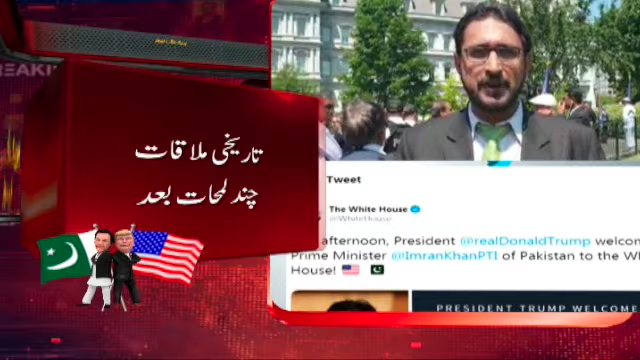 تاریخی ملاقات
چند لمحات بعد
Tweet
The White House
@WhiteHouse
afternoon, President @realDonaldTrump welcom
Prime Minister @ImranKhanPTI of Pakistan to the W
House!
PRESIDENT TRUMP WELCOME